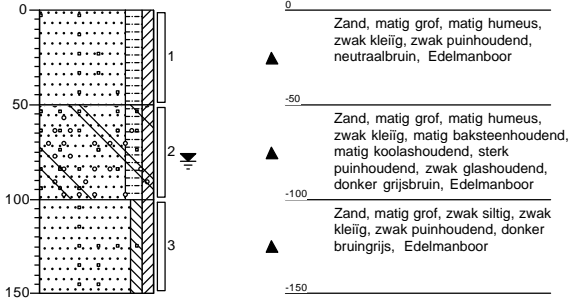 0
50
100
150
1
2
3
0
Zand, matig grof, matig humeus,
zwak kleiïg, zwak puinhoudend,
neutraalbruin, Edelmanboor
-50
Zand, matig grof, matig humeus,
zwak kleiïg, matig baksteenhoudend,
matig koolashoudend, sterk
puinhoudend, zwak glashoudend,
donker grijsbruin, Edelmanboor
-100
Zand, matig grof, zwak siltig, zwak
kleiïg, zwak puinhoudend, donker
bruingrijs, Edelmanboor
-150